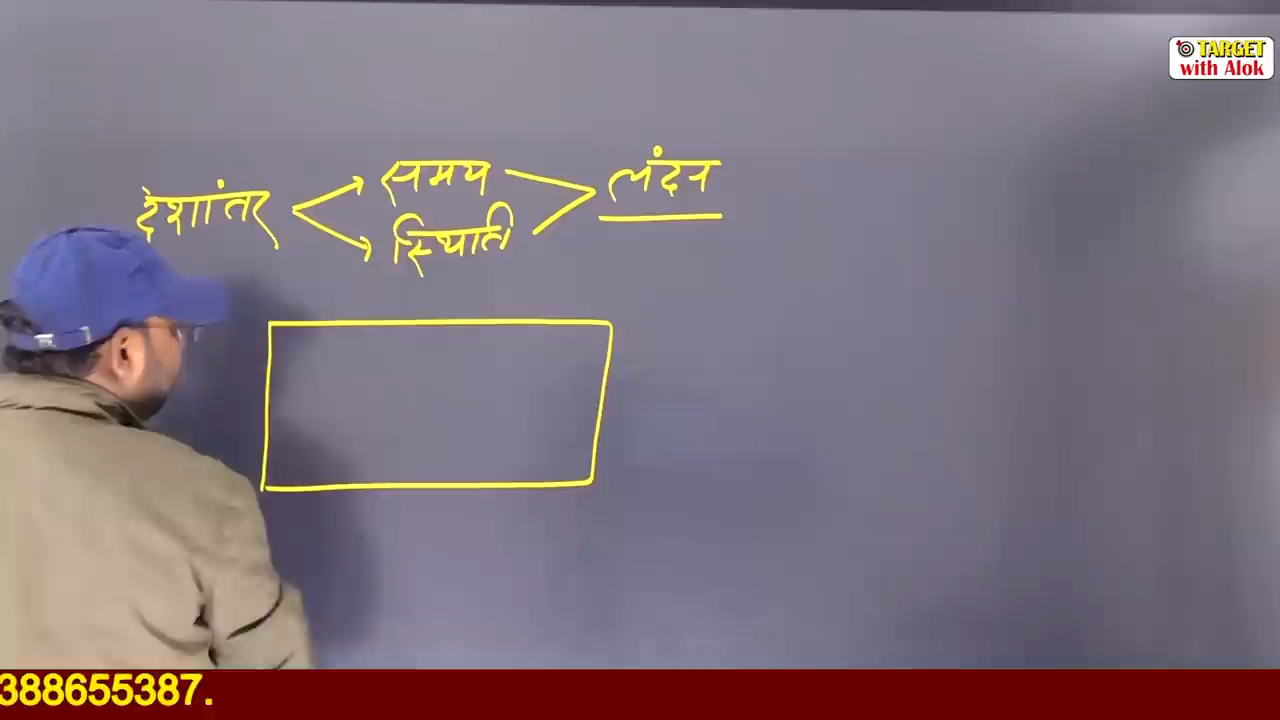 TARGET
with Alok
समय
लंदन
देशांतर
स्थिाती
388655387.